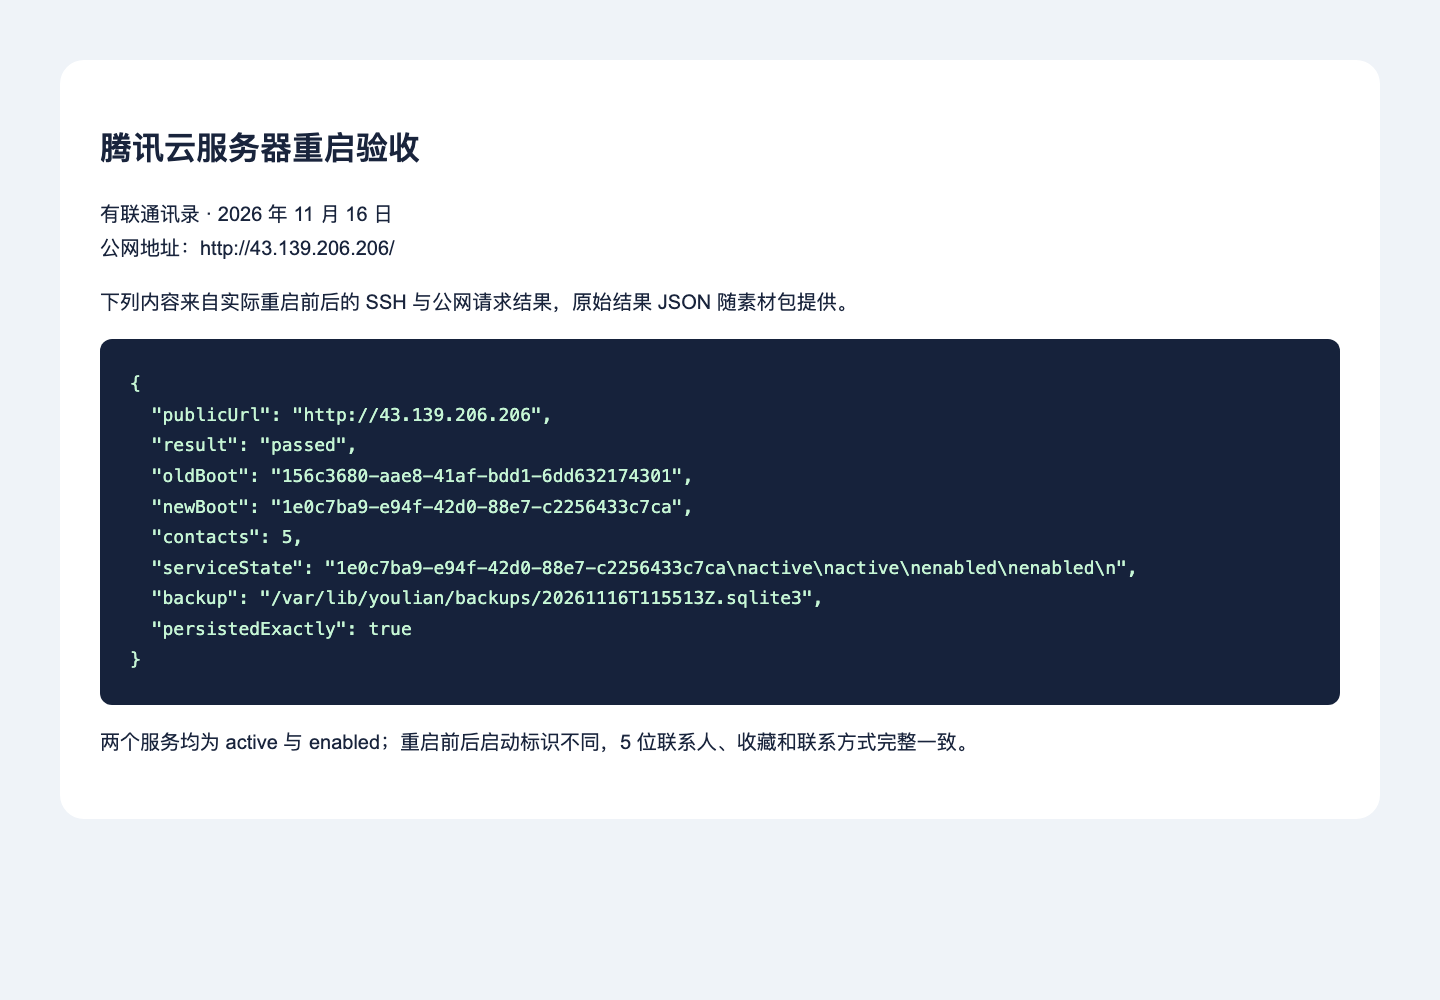 腾讯云服务器重启验收
有联通讯录 · 2026 年 11 月 16 日
公网地址：http://43.139.206.206/
下列内容来自实际重启前后的 SSH 与公网请求结果，原始结果 JSON 随素材包提供。
{
  "publicUrl": "http://43.139.206.206",
  "result": "passed",
  "oldBoot": "156c3680-aae8-41af-bdd1-6dd632174301",
  "newBoot": "1e0c7ba9-e94f-42d0-88e7-c2256433c7ca",
  "contacts": 5,
  "serviceState": "1e0c7ba9-e94f-42d0-88e7-c2256433c7ca\nactive\nactive\nenabled\nenabled\n",
  "backup": "/var/lib/youlian/backups/20261116T115513Z.sqlite3",
  "persistedExactly": true
}
两个服务均为 active 与 enabled；重启前后启动标识不同，5 位联系人、收藏和联系方式完整一致。